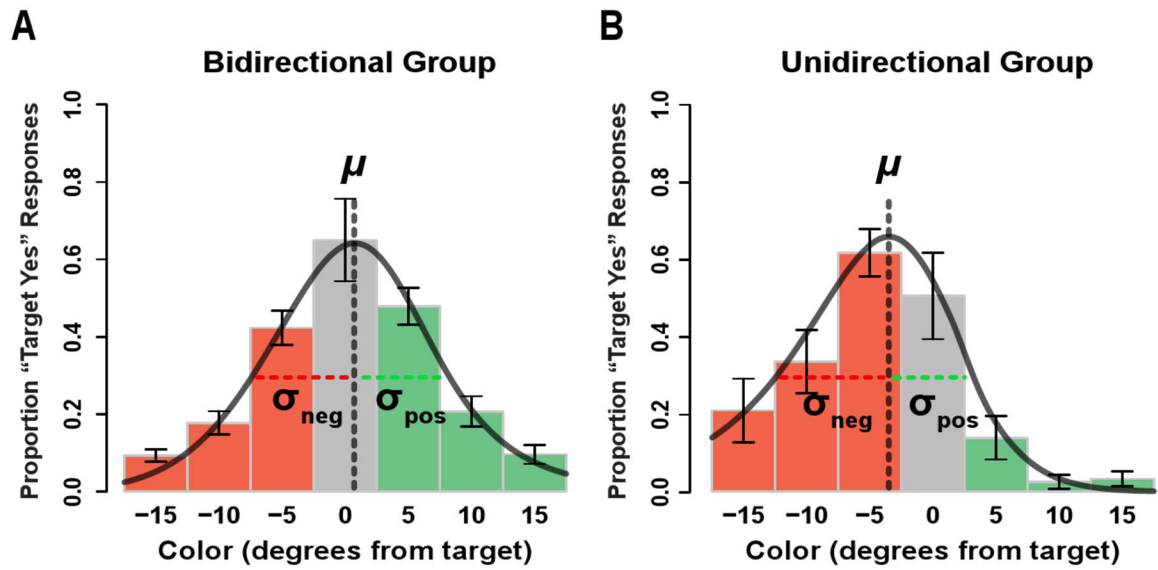 A
Bidirectional Group
Proportion “Target Yes” Responses
1.0
0.8
0.6
0.4
0.2
0.0
μ
σneg
σpos
−15 −10 −5 0 5 10 15
Color (degrees from target)
B
Unidirectional Group
Proportion “Target Yes” Responses
1.0
0.8
0.6
0.4
0.2
0.0
μ
σneg
σpos
−15 −10 −5 0 5 10 15
Color (degrees from target)